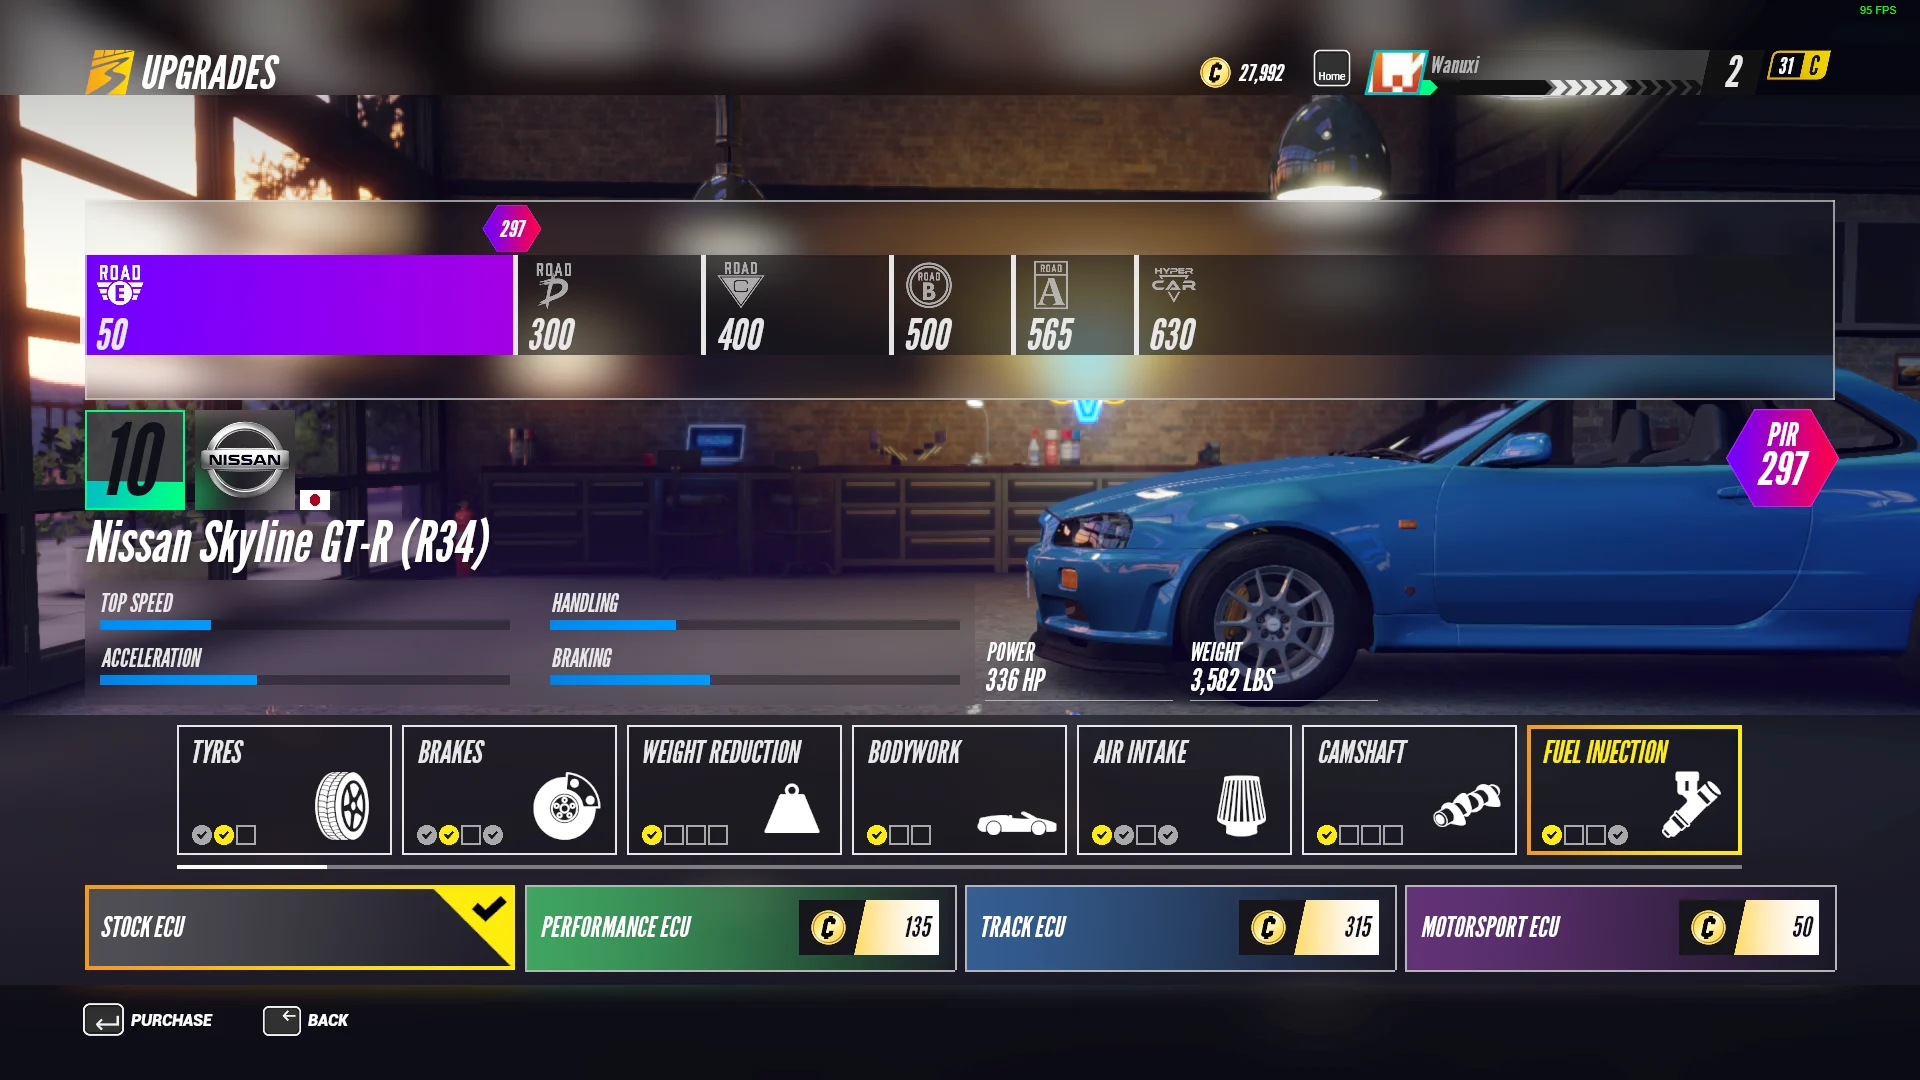 95 FPS
UPGRADES
27,992
Home
Wanuxi
2
31 C
297
ROAD E
50
ROAD D
300
ROAD C
400
ROAD B
500
ROAD A
565
HYPER CAR
630
10
NISSAN
PIR
297
Nissan Skyline GT-R (R34)
TOP SPEED
HANDLING
ACCELERATION
BRAKING
POWER
336 HP
WEIGHT
3,582 LBS
TYRES
BRAKES
WEIGHT REDUCTION
BODYWORK
AIR INTAKE
CAMSHAFT
FUEL INJECTION
STOCK ECU
PERFORMANCE ECU
135
TRACK ECU
315
MOTORSPORT ECU
50
PURCHASE
BACK